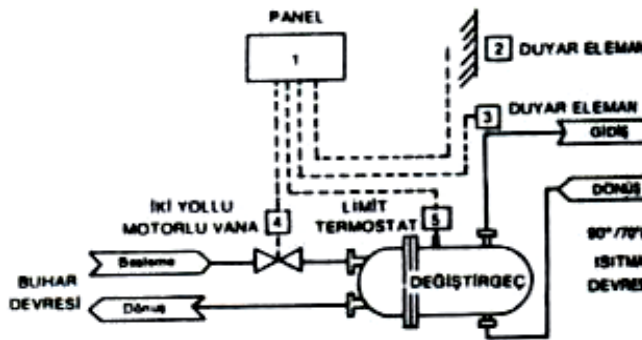 PANEL
1
2 DUYAR ELEMAN
DUYAR ELEMAN
3
GİDİŞ
DÖNÜŞ
İKİ YOLLU
MOTORLU VANA
4
LİMİT
TERMOSTAT
5
90°/70°
ISITMA
DEVRESİ
BUHAR
DEVRESİ
Besleme
Dönüş
DEĞİŞTİRGEÇ